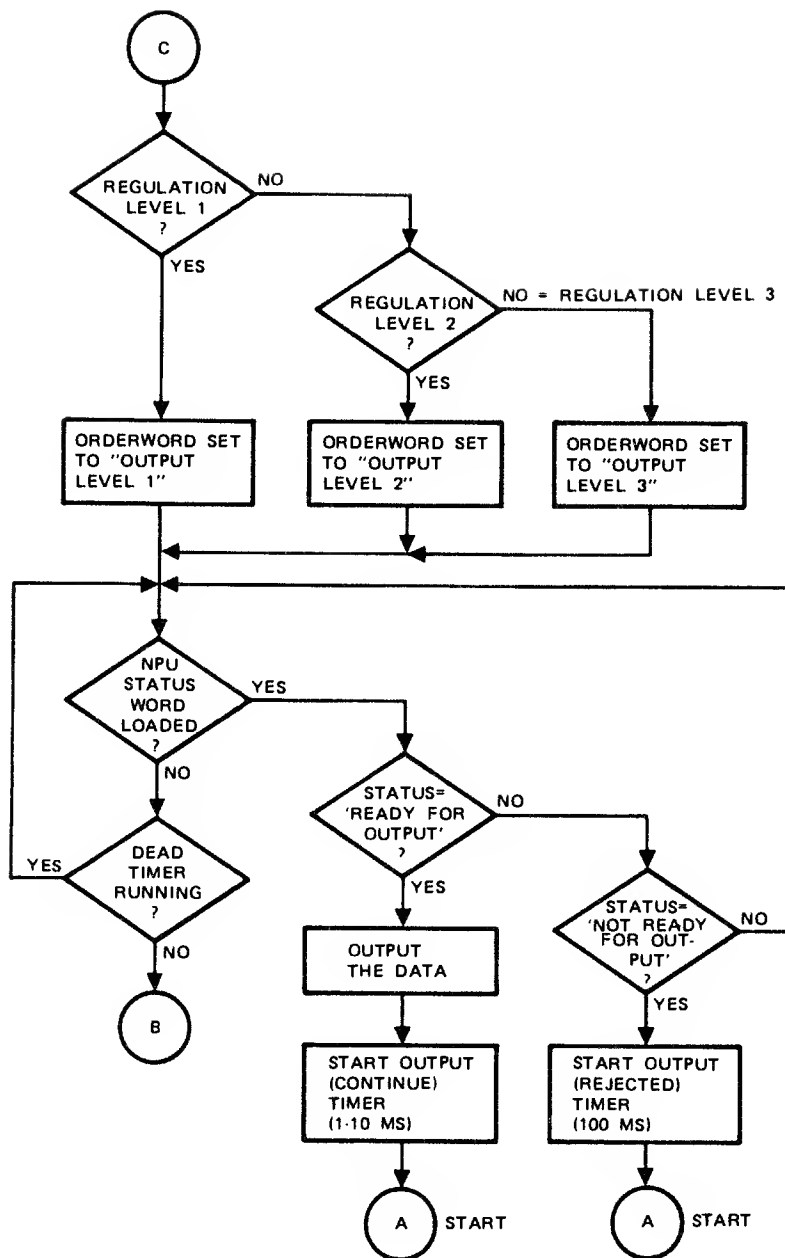 C
REGULATION
LEVEL 1
?
NO
YES
REGULATION
LEVEL 2
?
NO = REGULATION LEVEL 3
YES
ORDERWORD SET
TO "OUTPUT
LEVEL 1"
ORDERWORD SET
TO "OUTPUT
LEVEL 2"
ORDERWORD SET
TO "OUTPUT
LEVEL 3"
NPU
STATUS
WORD
LOADED
?
YES
NO
DEAD
TIMER
RUNNING
?
YES
NO
B
STATUS=
'READY FOR
OUTPUT'
?
NO
YES
OUTPUT
THE DATA
START OUTPUT
(CONTINUE)
TIMER
(1-10 MS)
A START
STATUS=
'NOT READY
FOR OUT-
PUT'
?
NO
YES
START OUTPUT
(REJECTED)
TIMER
(100 MS)
A START